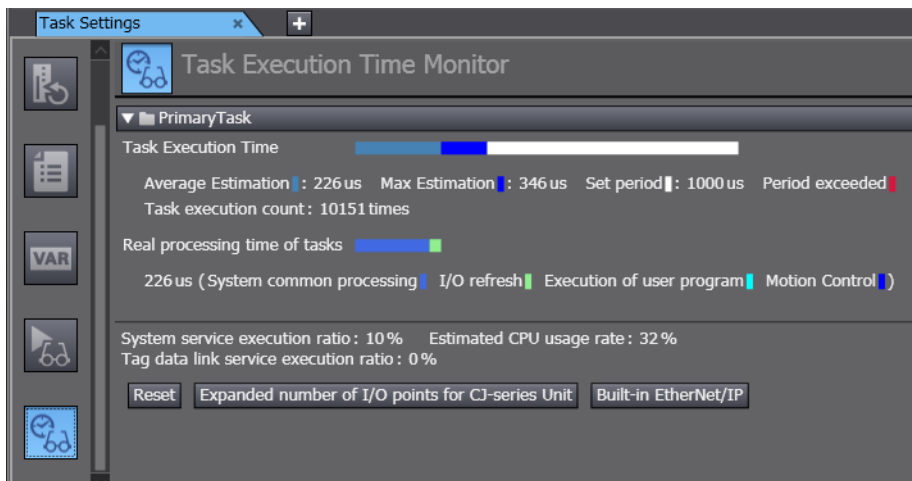 Task Settings × +
Task Execution Time Monitor
PrimaryTask
Task Execution Time
Average Estimation : 226 us Max Estimation : 346 us Set period : 1000 us Period exceeded
Task execution count : 10151 times
Real processing time of tasks
VAR
226 us ( System common processing I/O refresh Execution of user program Motion Control )
System service execution ratio : 10 % Estimated CPU usage rate : 32 %
Tag data link service execution ratio : 0 %
Reset Expanded number of I/O points for CJ-series Unit Built-in EtherNet/IP